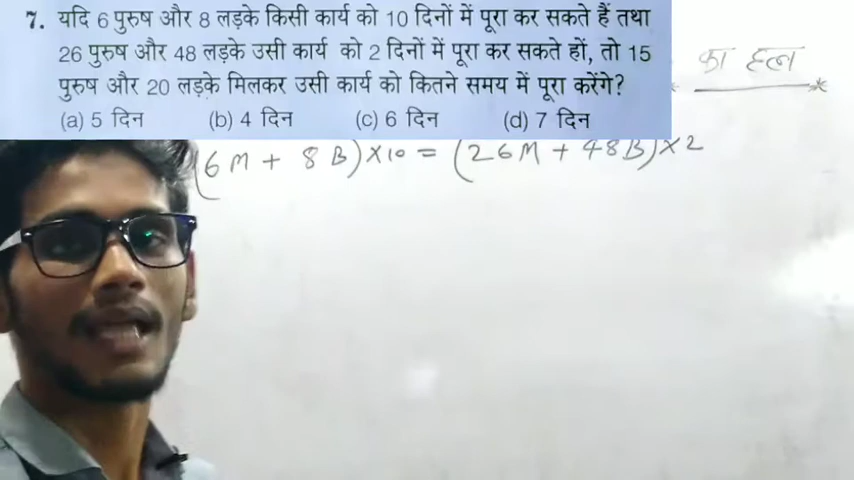 7. यदि 6 पुरुष और 8 लड़के किसी कार्य को 10 दिनों में पूरा कर सकते हैं तथा
26 पुरुष और 48 लड़के उसी कार्य को 2 दिनों में पूरा कर सकते हों, तो 15
पुरुष और 20 लड़के मिलकर उसी कार्य को कितने समय में पूरा करेंगे?
(a) 5 दिन (b) 4 दिन (c) 6 दिन (d) 7 दिन
का हल
(6M + 8B)×10 = (26M + 48B)×2